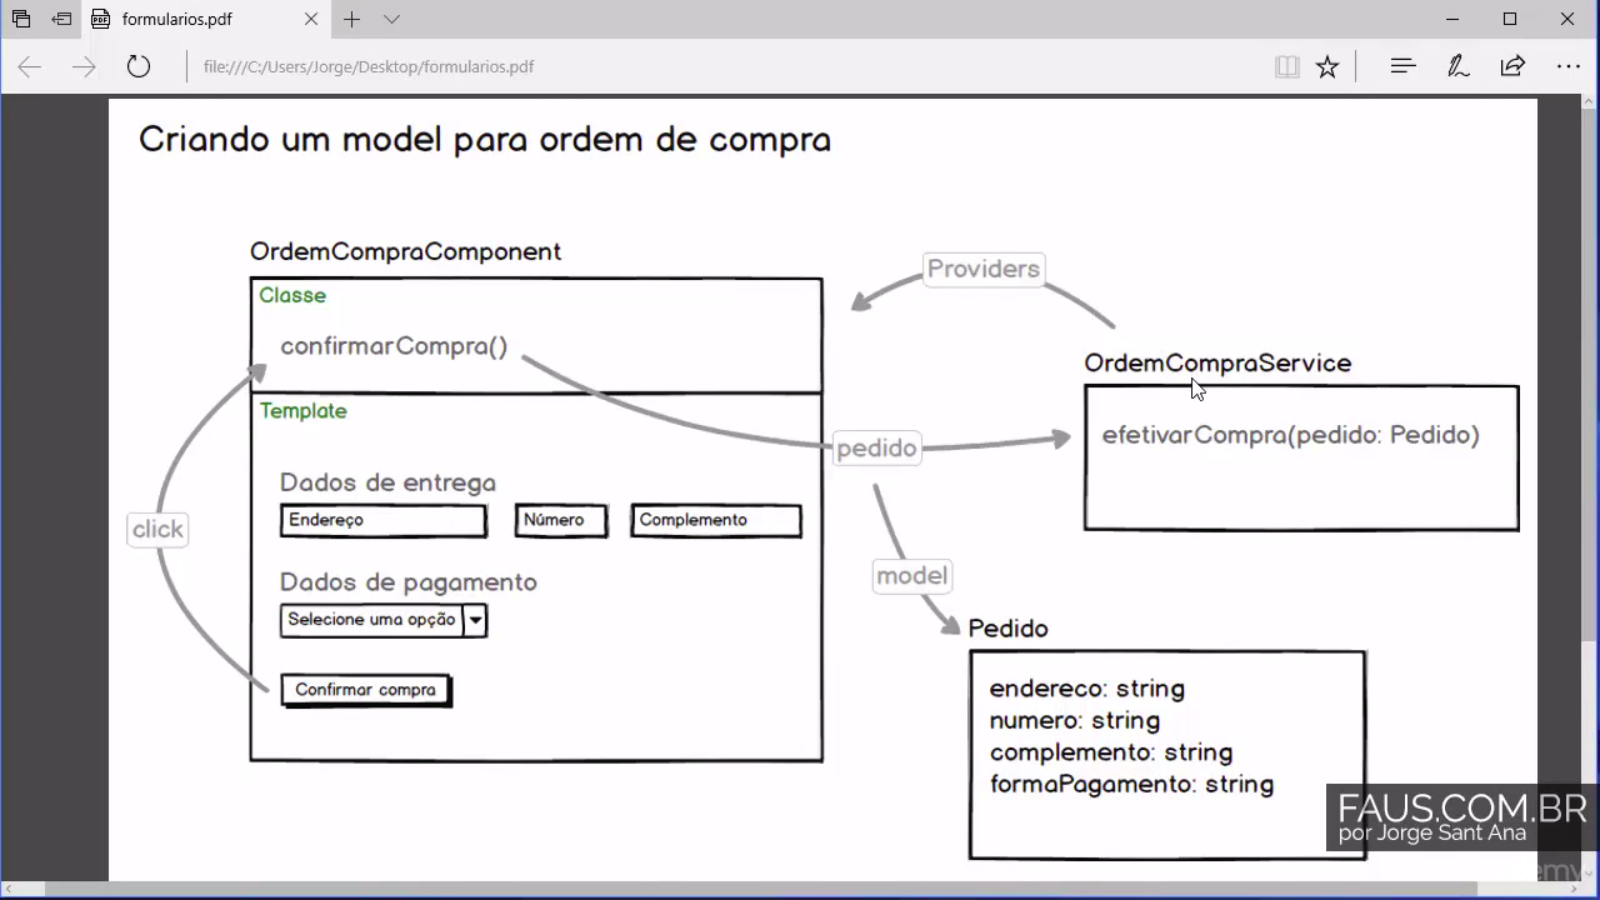 formularios.pdf
file:///C:/Users/Jorge/Desktop/formularios.pdf
Criando um model para ordem de compra
OrdemCompraComponent
Classe
confirmarCompra()
Template
Dados de entrega
Endereço
Número
Complemento
Dados de pagamento
Selecione uma opção
Confirmar compra
click
Providers
OrdemCompraService
efetivarCompra(pedido: Pedido)
pedido
model
Pedido
endereco: string
numero: string
complemento: string
formaPagamento: string
FAUS.COM.BR
por Jorge Sant Ana